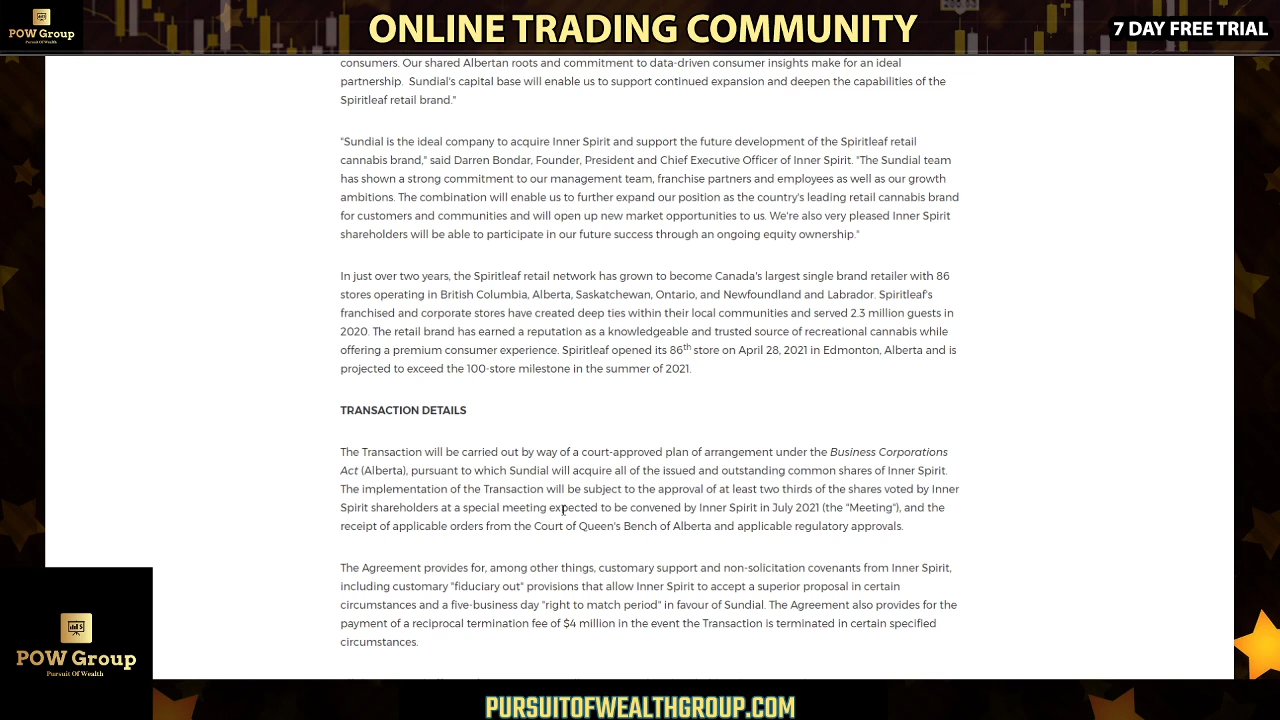 POW Group
Pursuit Of Wealth
ONLINE TRADING COMMUNITY
7 DAY FREE TRIAL
consumers. Our shared Albertan roots and commitment to data-driven consumer insights make for an ideal
partnership.  Sundial's capital base will enable us to support continued expansion and deepen the capabilities of the
Spiritleaf retail brand."
"Sundial is the ideal company to acquire Inner Spirit and support the future development of the Spiritleaf retail
cannabis brand," said Darren Bondar, Founder, President and Chief Executive Officer of Inner Spirit. "The Sundial team
has shown a strong commitment to our management team, franchise partners and employees as well as our growth
ambitions. The combination will enable us to further expand our position as the country's leading retail cannabis brand
for customers and communities and will open up new market opportunities to us. We're also very pleased Inner Spirit
shareholders will be able to participate in our future success through an ongoing equity ownership."
In just over two years, the Spiritleaf retail network has grown to become Canada's largest single brand retailer with 86
stores operating in British Columbia, Alberta, Saskatchewan, Ontario, and Newfoundland and Labrador. Spiritleaf's
franchised and corporate stores have created deep ties within their local communities and served 2.3 million guests in
2020. The retail brand has earned a reputation as a knowledgeable and trusted source of recreational cannabis while
offering a premium consumer experience. Spiritleaf opened its 86th store on April 28, 2021 in Edmonton, Alberta and is
projected to exceed the 100-store milestone in the summer of 2021.
TRANSACTION DETAILS
The Transaction will be carried out by way of a court-approved plan of arrangement under the Business Corporations
Act (Alberta), pursuant to which Sundial will acquire all of the issued and outstanding common shares of Inner Spirit.
The implementation of the Transaction will be subject to the approval of at least two thirds of the shares voted by Inner
Spirit shareholders at a special meeting expected to be convened by Inner Spirit in July 2021 (the "Meeting"), and the
receipt of applicable orders from the Court of Queen's Bench of Alberta and applicable regulatory approvals.
The Agreement provides for, among other things, customary support and non-solicitation covenants from Inner Spirit,
including customary "fiduciary out" provisions that allow Inner Spirit to accept a superior proposal in certain
circumstances and a five-business day "right to match period" in favour of Sundial. The Agreement also provides for the
payment of a reciprocal termination fee of $4 million in the event the Transaction is terminated in certain specified
circumstances.
POW Group
Pursuit Of Wealth
PURSUITOFWEALTHGROUP.COM